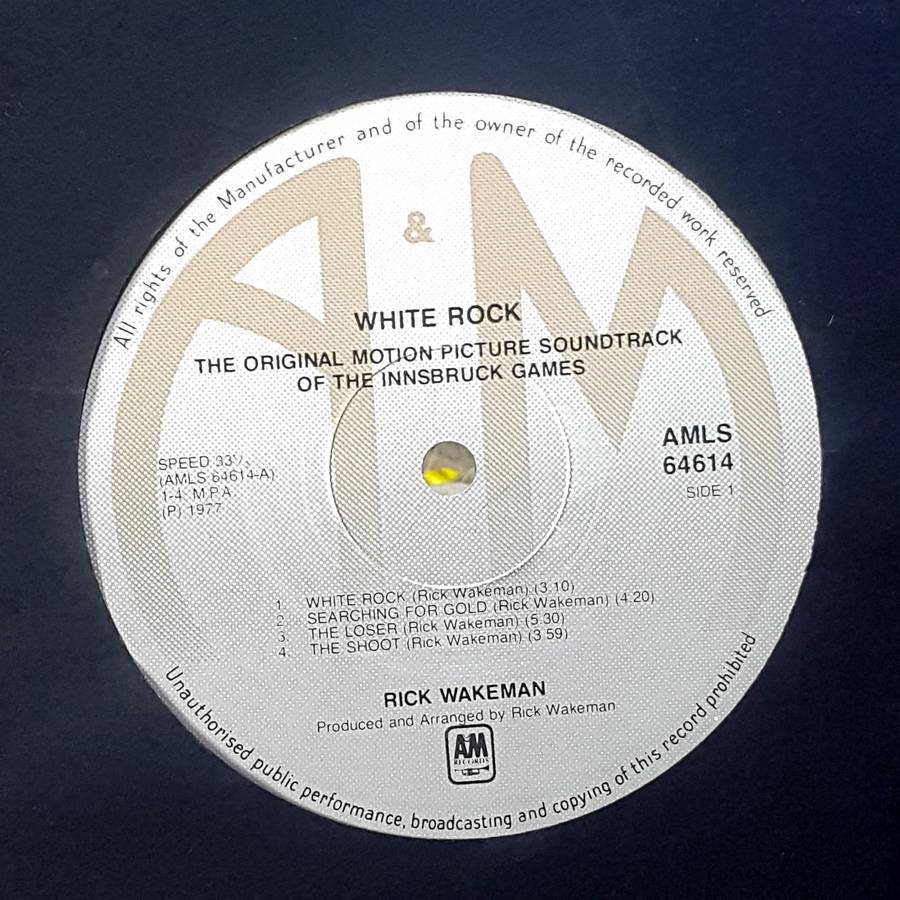 All rights of the Manufacturer and of the owner of the recorded work reserved
&
WHITE ROCK
THE ORIGINAL MOTION PICTURE SOUNDTRACK
OF THE INNSBRUCK GAMES
SPEED 33⅓
(AMLS 64614-A)
1-4. M.P.A.
(P) 1977
AMLS
64614
SIDE 1
1. WHITE ROCK (Rick Wakeman) (3.10)
2. SEARCHING FOR GOLD (Rick Wakeman) (4.20)
3. THE LOSER (Rick Wakeman) (5.30)
4. THE SHOOT (Rick Wakeman) (3.59)
RICK WAKEMAN
Produced and Arranged by Rick Wakeman
AM
RECORDS
Unauthorised public performance, broadcasting and copying of this record prohibited